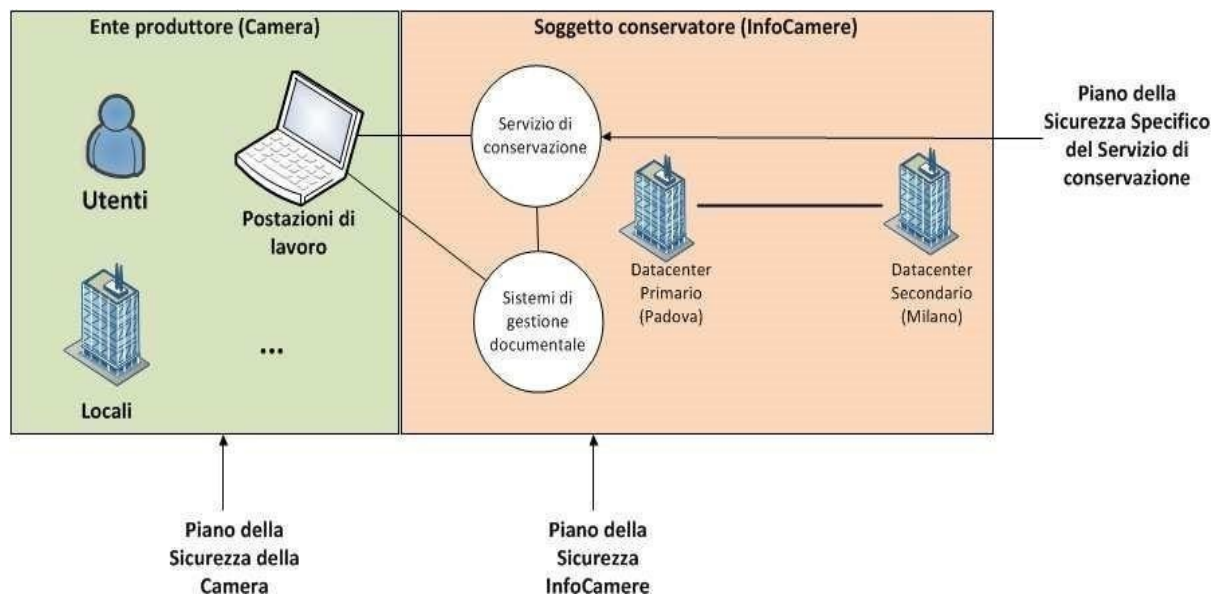 Ente produttore (Camera)
Soggetto conservatore (InfoCamere)
Utenti
Postazioni di
lavoro
Locali
...
Servizio di
conservazione
Sistemi di
gestione
documentale
Datacenter
Primario
(Padova)
Datacenter
Secondario
(Milano)
Piano della
Sicurezza Specifico
del Servizio di
conservazione
Piano della
Sicurezza della
Camera
Piano della
Sicurezza
InfoCamere